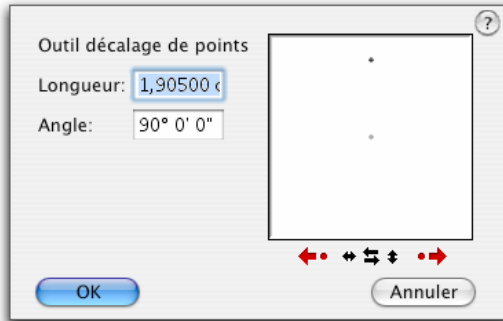 ?
Outil décalage de points
Longueur: 1,90500 c
Angle: 90° 0' 0"
OK
Annuler